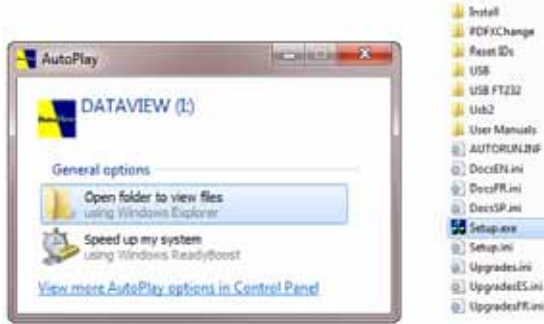 AutoPlay
DATAVIEW (I:)
General options
Open folder to view files
using Windows Explorer
Speed up my system
using Windows ReadyBoost
View more AutoPlay options in Control Panel
Install
PDFXChange
Reset IDs
USB
USB FT232
Usb2
User Manuals
AUTORUN.INF
DocsEN.ini
DocsFR.ini
DocsSP.ini
Setup.exe
Setup.ini
Upgrades.ini
UpgradesES.ini
UpgradesFR.ini